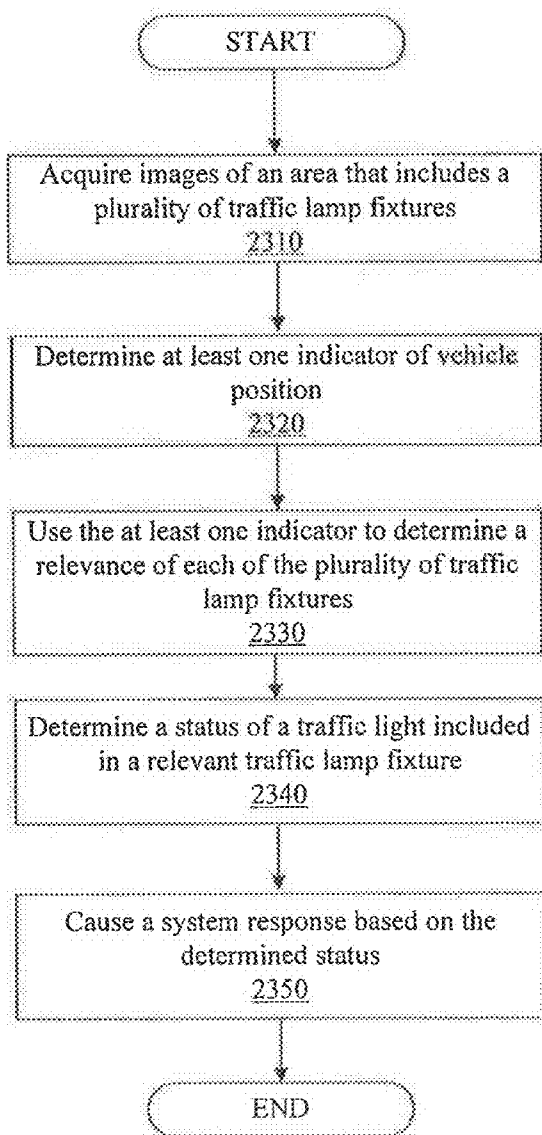 START
Acquire images of an area that includes a
plurality of traffic lamp fixtures
2310
Determine at least one indicator of vehicle
position
2320
Use the at least one indicator to determine a
relevance of each of the plurality of traffic
lamp fixtures
2330
Determine a status of a traffic light included
in a relevant traffic lamp fixture
2340
Cause a system response based on the
determined status
2350
END